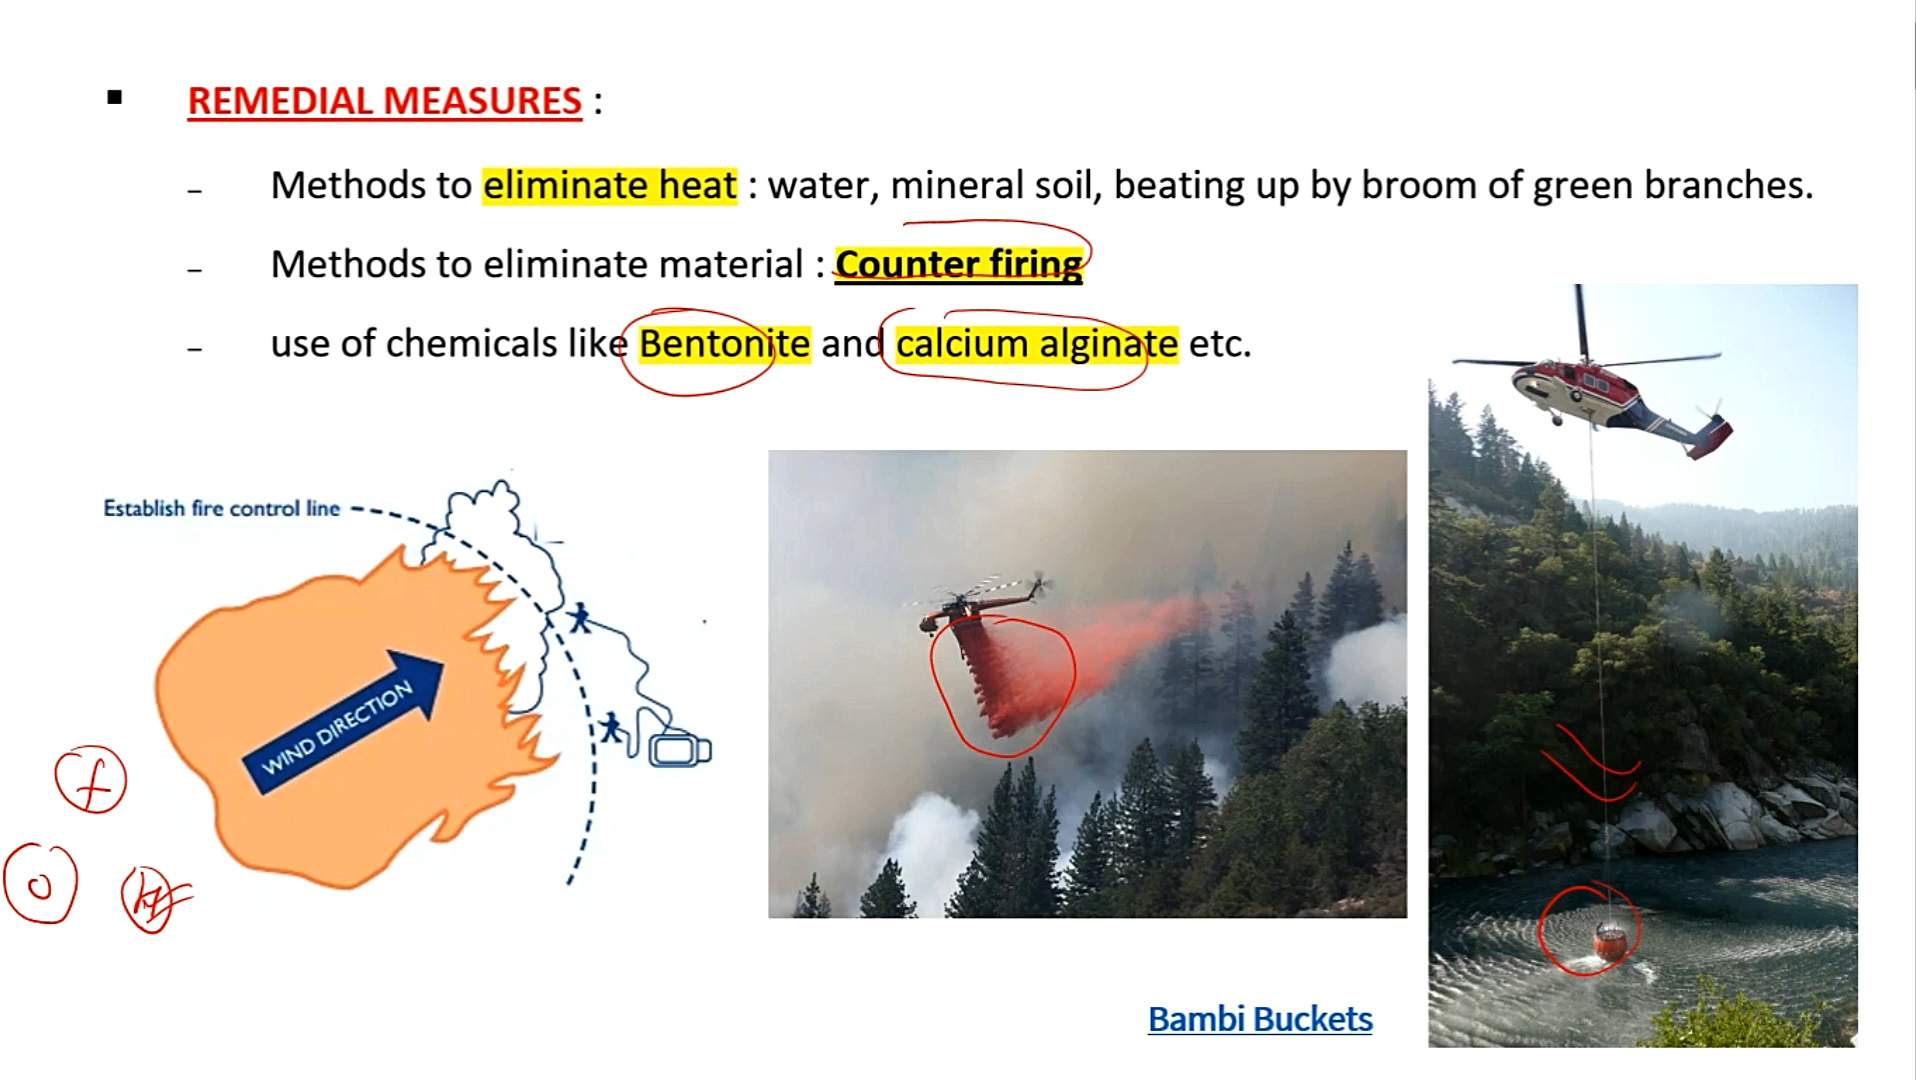 ▪ REMEDIAL MEASURES :
– Methods to eliminate heat : water, mineral soil, beating up by broom of green branches.
– Methods to eliminate material : Counter firing
– use of chemicals like Bentonite and calcium alginate etc.
Establish fire control line
WIND DIRECTION
f
O
Bambi Buckets